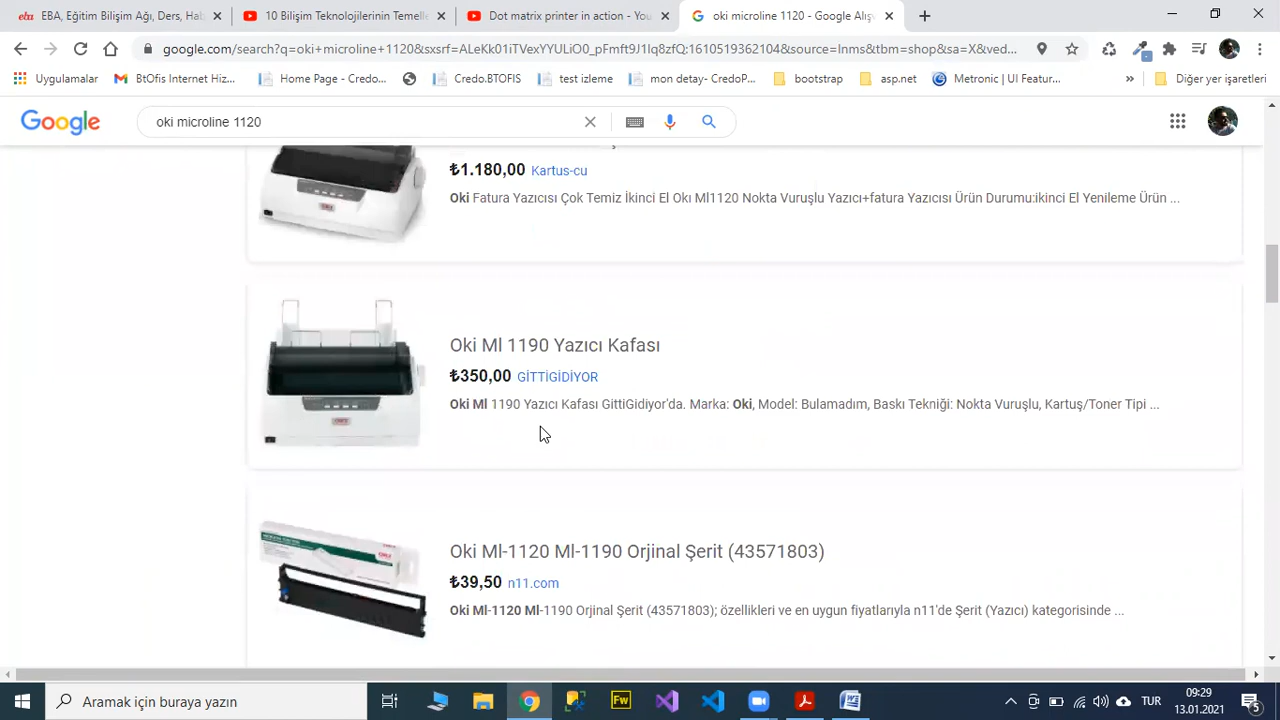 eba EBA, Eğitim Bilişim Ağı, Ders, Hab
10 Bilişim Teknolojilerinin Temelle
Dot matrix printer in action - You
oki microline 1120 - Google Alışv
google.com/search?q=oki+microline+1120&sxsrf=ALeKk01iTVexYYULiO0_pFmft9J1Iq8zfQ:1610519362104&source=lnms&tbm=shop&sa=X&ved...
Uygulamalar
BtOfis Internet Hiz...
Home Page - Credo...
Credo.BTOFIS
test izleme
mon detay- CredoP...
bootstrap
asp.net
Metronic | UI Featur...
»
Diğer yer işaretleri
Google
oki microline 1120
₺1.180,00 Kartus-cu
Oki Fatura Yazıcısı Çok Temiz İkinci El Okı Ml1120 Nokta Vuruşlu Yazıcı+fatura Yazıcısı Ürün Durumu:ikinci El Yenileme Ürün ...
Oki Ml 1190 Yazıcı Kafası
₺350,00 GİTTİGİDİYOR
Oki Ml 1190 Yazıcı Kafası GittiGidiyor'da. Marka: Oki, Model: Bulamadım, Baskı Tekniği: Nokta Vuruşlu, Kartuş/Toner Tipi ...
Oki Ml-1120 Ml-1190 Orjinal Şerit (43571803)
₺39,50 n11.com
Oki Ml-1120 Ml-1190 Orjinal Şerit (43571803); özellikleri ve en uygun fiyatlarıyla n11'de Şerit (Yazıcı) kategorisinde ...
Aramak için buraya yazın
Fw
TUR
09:29
13.01.2021
5